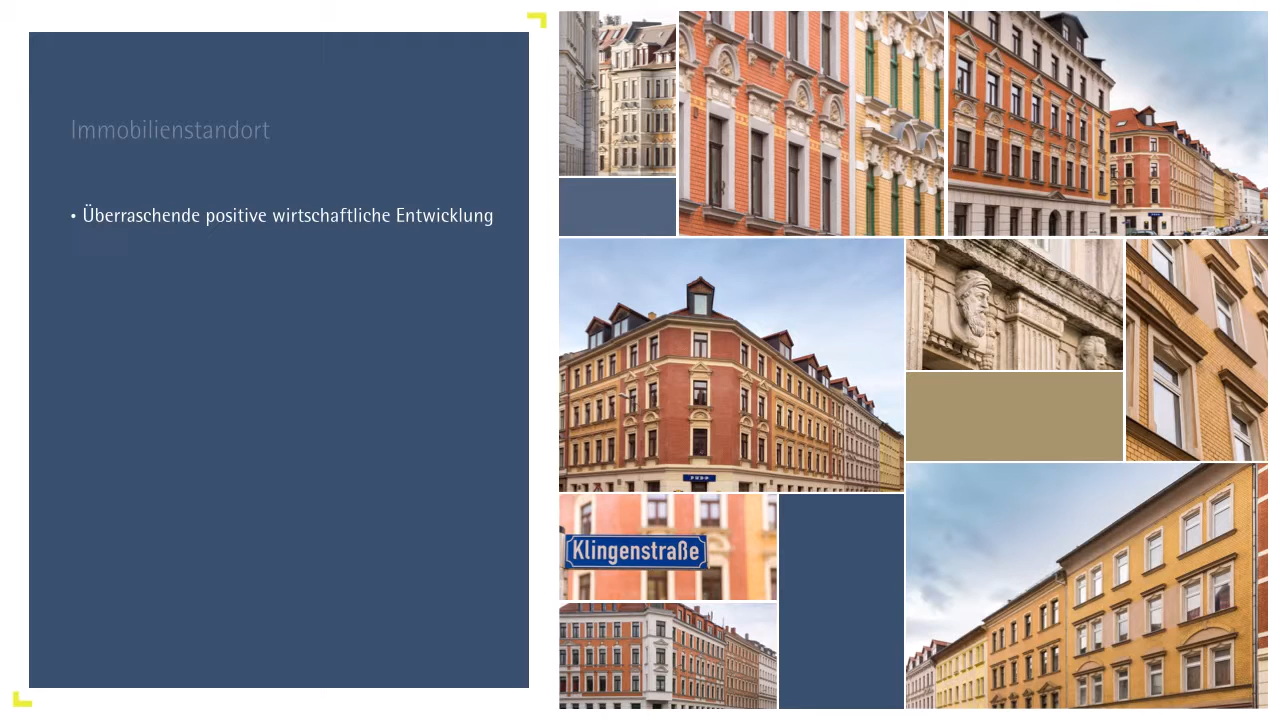 Immobilienstandort
• Überraschende positive wirtschaftliche Entwicklung
Klingenstraße